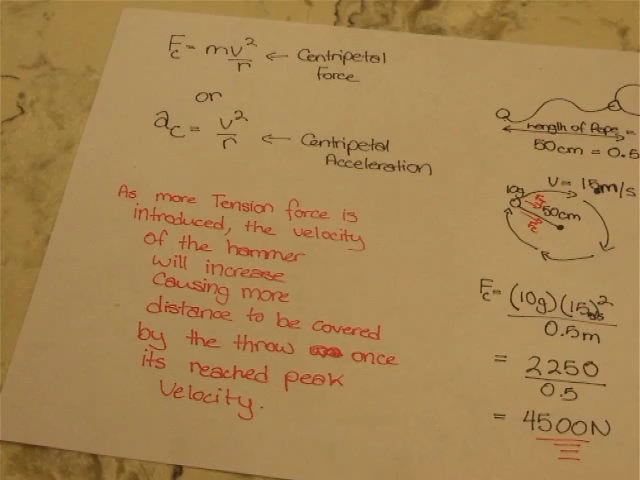 Fc = mv²/r ← Centripetal
force
or
ac = v²/r ← Centripetal
Acceleration
As more Tension force is
introduced, the velocity
of the hammer
will increase
causing more
distance to be covered
by the throw once
its reached peak
velocity.
Length of Rope =
50cm = 0.5
V = 15m/s
10g
50cm
Fc = (10g)(15)²
0.5m
= 2250
0.5
= 4500N